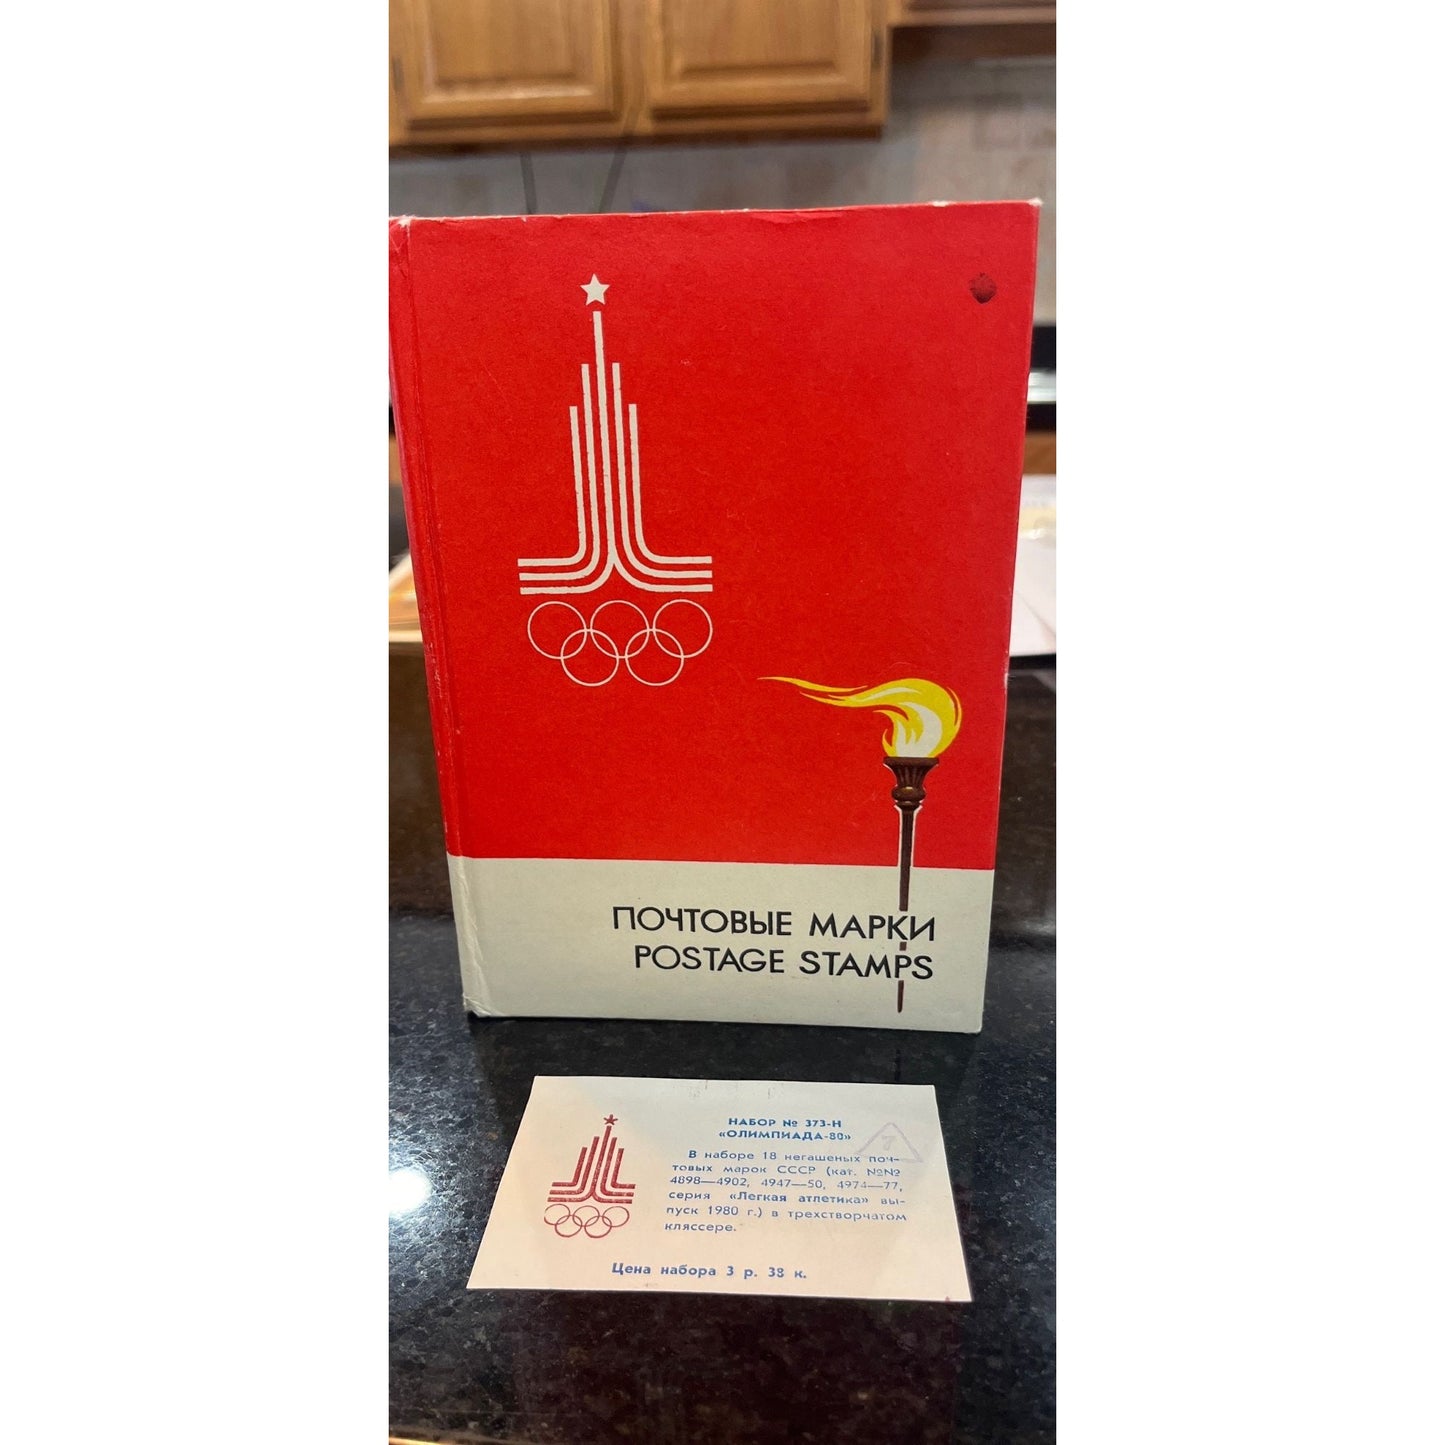 ПОЧТОВЫЕ МАРКИ
POSTAGE STAMPS
НАБОР № 373-Н
«ОЛИМПИАДА-80»
7
В наборе 18 негашеных поч-
товых марок СССР (кат. №№
4898—4902, 4947—50, 4974—77,
серия «Легкая атлетика» вы-
пуск 1980 г.) в трехстворчатом
кляссере.
Цена набора 3 р. 38 к.